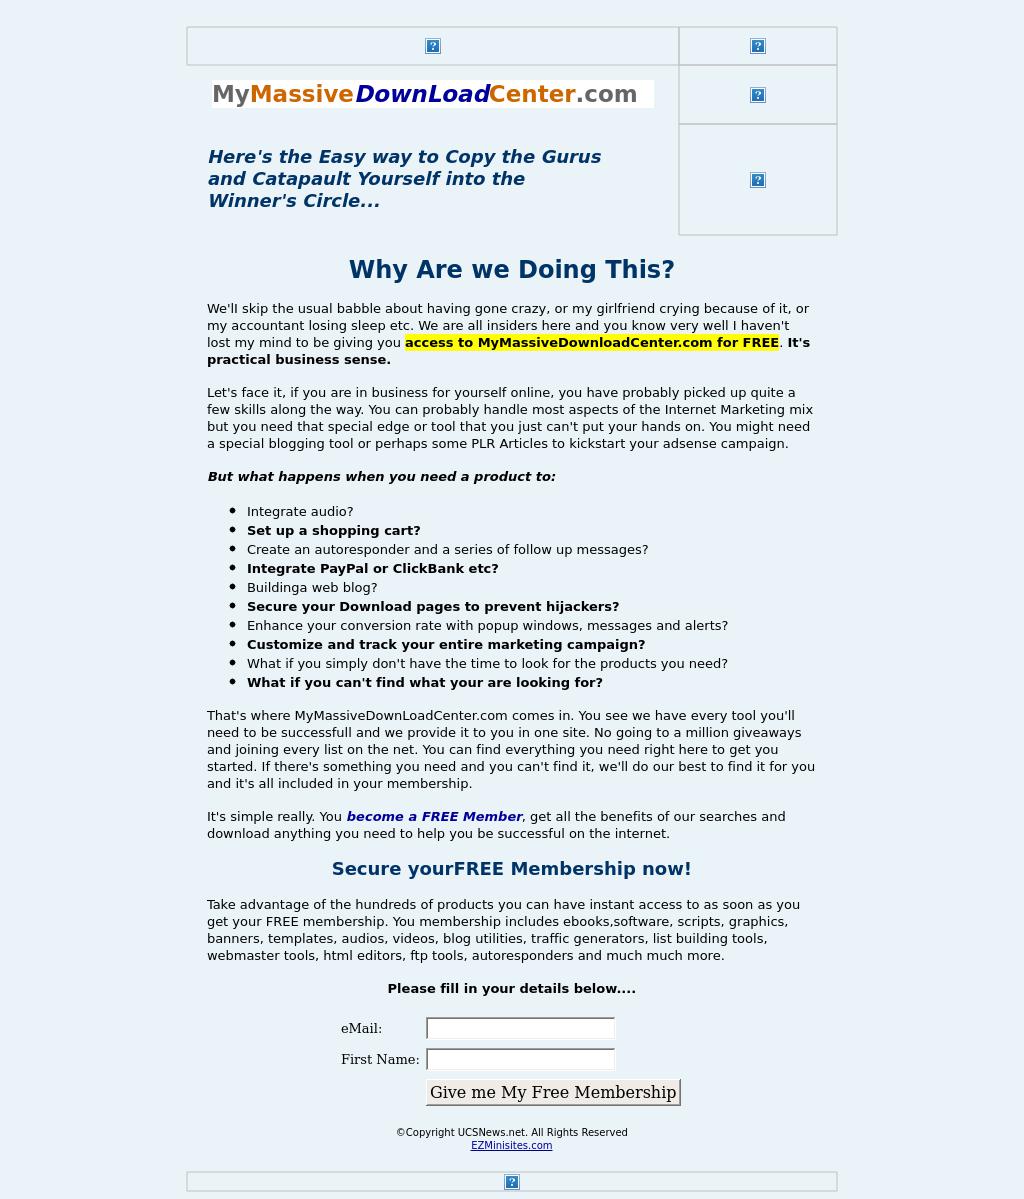 MyMassiveDownLoadCenter.com
Here's the Easy way to Copy the Gurus
and Catapault Yourself into the
Winner's Circle...
Why Are we Doing This?
We'll skip the usual babble about having gone crazy, or my girlfriend crying because of it, or
my accountant losing sleep etc. We are all insiders here and you know very well I haven't
lost my mind to be giving you access to MyMassiveDownloadCenter.com for FREE. It's
practical business sense.
Let's face it, if you are in business for yourself online, you have probably picked up quite a
few skills along the way. You can probably handle most aspects of the Internet Marketing mix
but you need that special edge or tool that you just can't put your hands on. You might need
a special blogging tool or perhaps some PLR Articles to kickstart your adsense campaign.
But what happens when you need a product to:
• Integrate audio?
• Set up a shopping cart?
• Create an autoresponder and a series of follow up messages?
• Integrate PayPal or ClickBank etc?
• Buildinga web blog?
• Secure your Download pages to prevent hijackers?
• Enhance your conversion rate with popup windows, messages and alerts?
• Customize and track your entire marketing campaign?
• What if you simply don't have the time to look for the products you need?
• What if you can't find what your are looking for?
That's where MyMassiveDownLoadCenter.com comes in. You see we have every tool you'll
need to be successfull and we provide it to you in one site. No going to a million giveaways
and joining every list on the net. You can find everything you need right here to get you
started. If there's something you need and you can't find it, we'll do our best to find it for you
and it's all included in your membership.
It's simple really. You become a FREE Member, get all the benefits of our searches and
download anything you need to help you be successful on the internet.
Secure yourFREE Membership now!
Take advantage of the hundreds of products you can have instant access to as soon as you
get your FREE membership. You membership includes ebooks,software, scripts, graphics,
banners, templates, audios, videos, blog utilities, traffic generators, list building tools,
webmaster tools, html editors, ftp tools, autoresponders and much much more.
Please fill in your details below....
eMail:
First Name:
Give me My Free Membership
©Copyright UCSNews.net. All Rights Reserved
EZMinisites.com